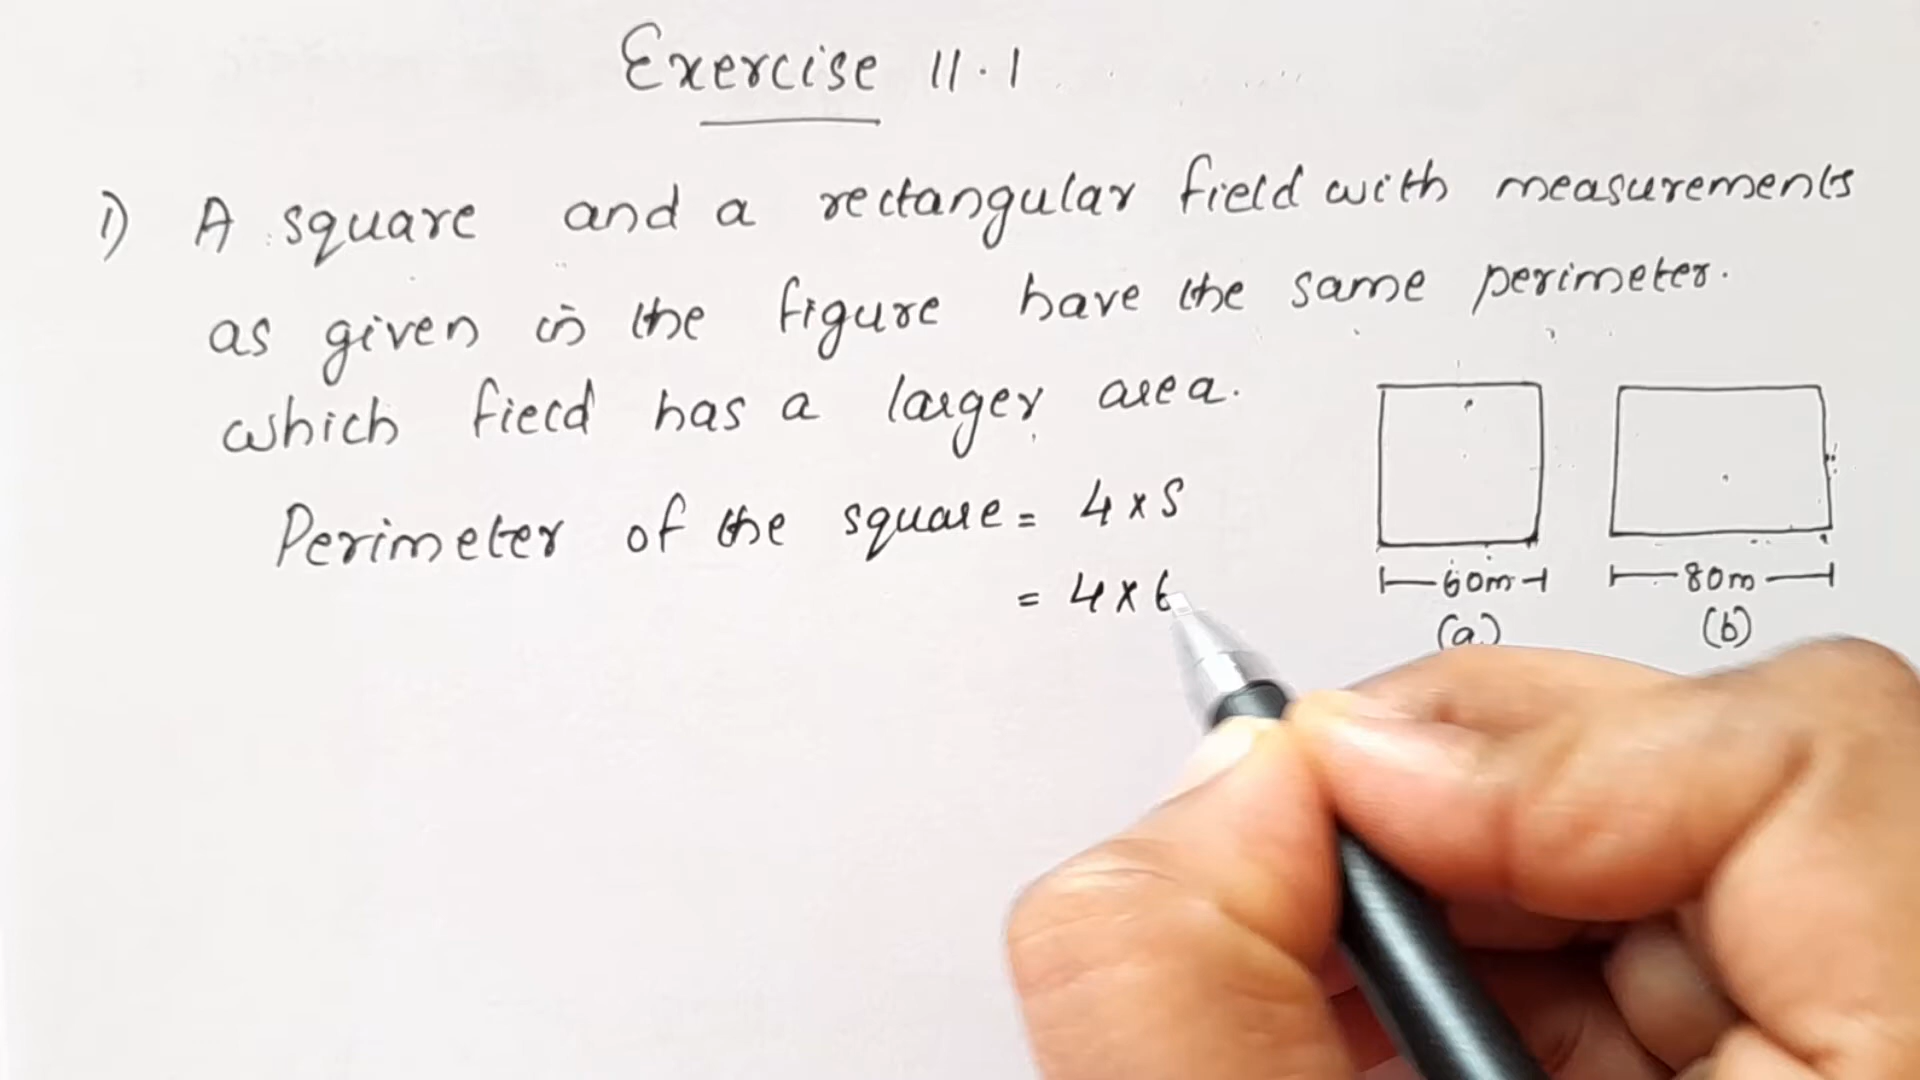 Exercise 11.1
1) A square and a rectangular field with measurements
as given in the figure have the same perimeter.
which field has a larger area.
Perimeter of the square = 4 × S
= 4 × 6
60m 80m
(a) (b)